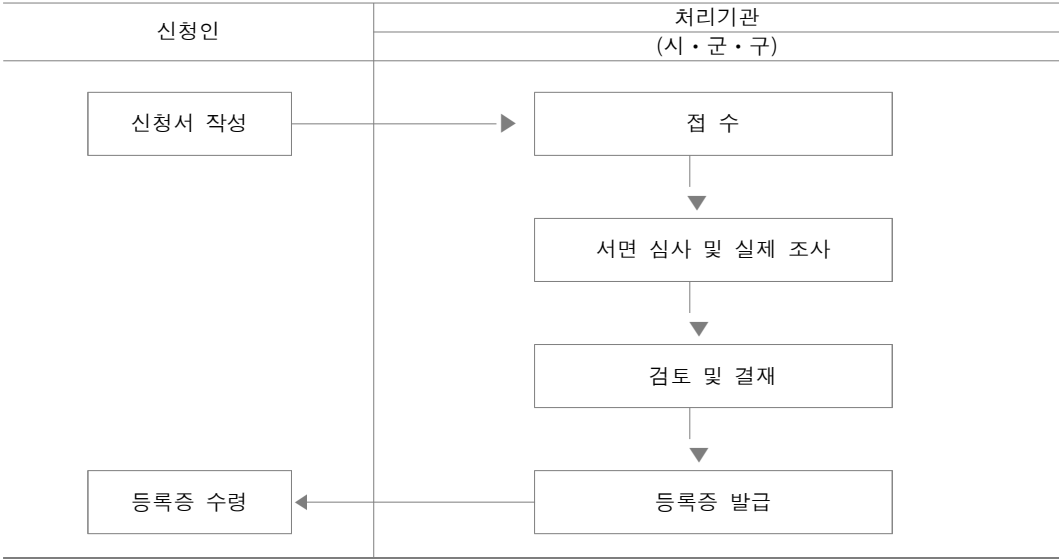 신청인
처리기관
(시・군・구)
신청서 작성
접 수
서면 심사 및 실제 조사
검토 및 결재
등록증 수령
등록증 발급